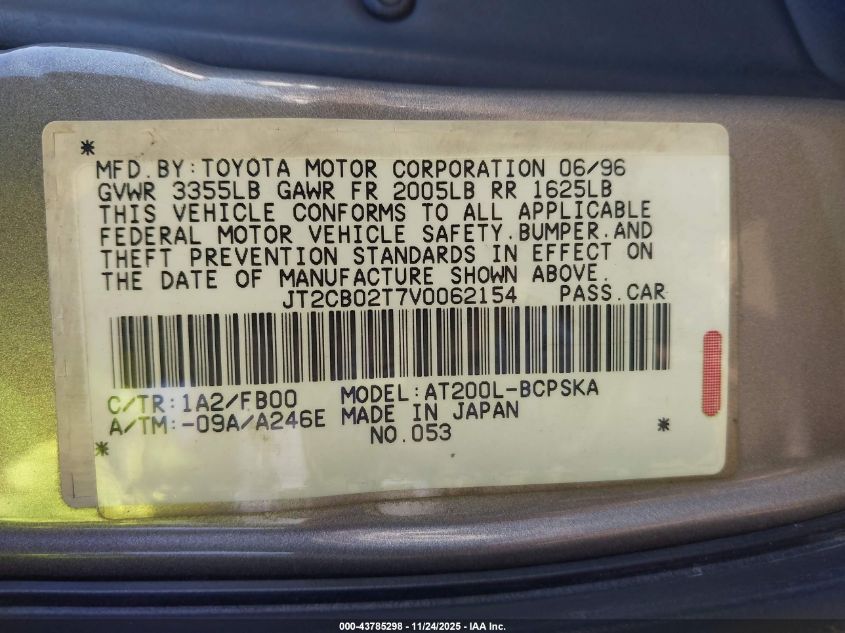 *
MFD.BY:TOYOTA MOTOR CORPORATION 06/96
GVWR 3355LB GAWR FR 2005LB RR 1625LB
THIS VEHICLE CONFORMS TO ALL APPLICABLE
FEDERAL MOTOR VEHICLE SAFETY.BUMPER.AND
THEFT PREVENTION STANDARDS IN EFFECT ON
THE DATE OF MANUFACTURE SHOWN ABOVE.
JT2CB02T7V0062154 PASS.CAR
C/TR:1A2/FB00 MODEL:AT200L-BCPSKA
A/TM:-09A/A246E MADE IN JAPAN
* NO.053 *
000-43785298 - 11/24/2025 - IAA Inc.